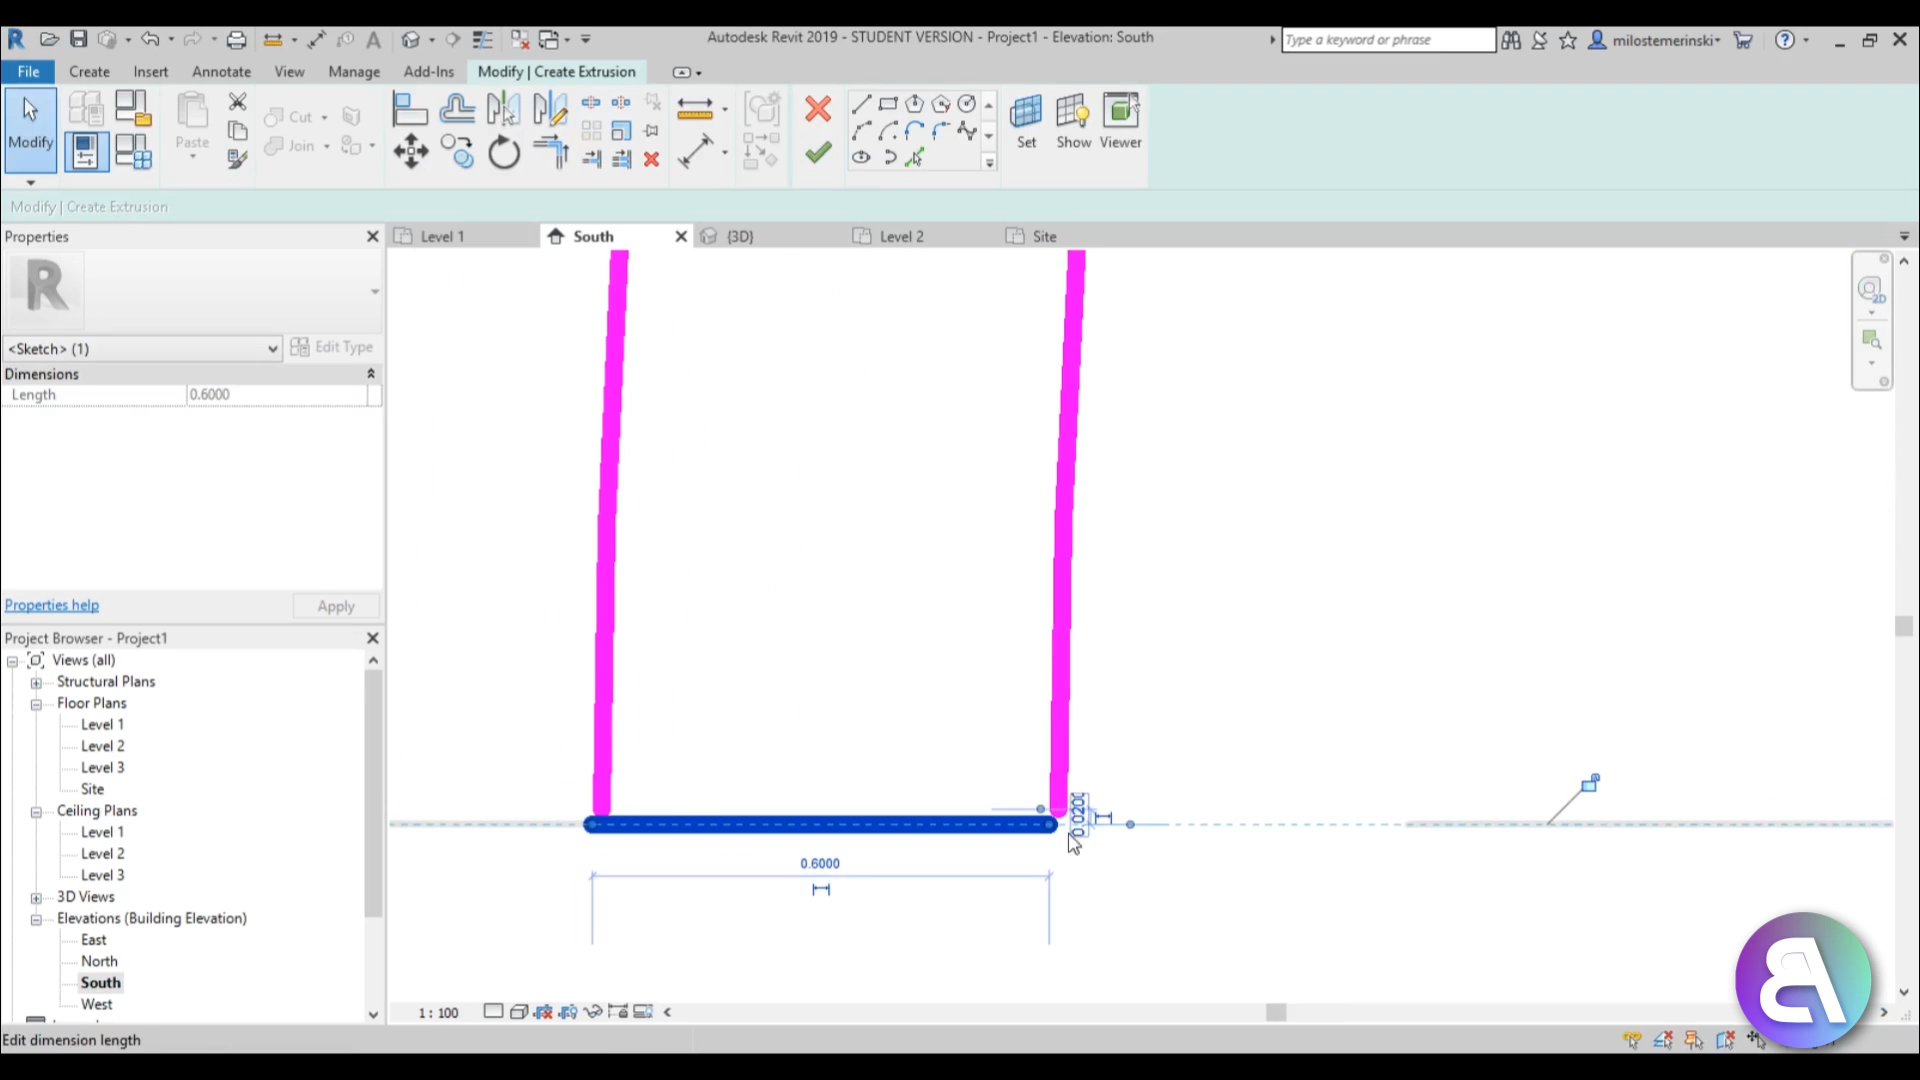 Autodesk Revit 2019 - STUDENT VERSION - Project1 - Elevation: South
Type a keyword or phrase
milostemerinski
File Create Insert Annotate View Manage Add-Ins Modify | Create Extrusion
Modify
Paste
Cut
Join
Set Show Viewer
Modify | Create Extrusion
Properties
Level 1 South {3D} Level 2 Site
2D
R
<Sketch> (1) Edit Type
Dimensions
Length 0.6000
Properties help Apply
Project Browser - Project1
Views (all)
Structural Plans
Floor Plans
Level 1
Level 2
Level 3
Site
Ceiling Plans
Level 1
Level 2
Level 3
3D Views
Elevations (Building Elevation)
East
North
South
West
0.0200
0.6000
1 : 100
Edit dimension length